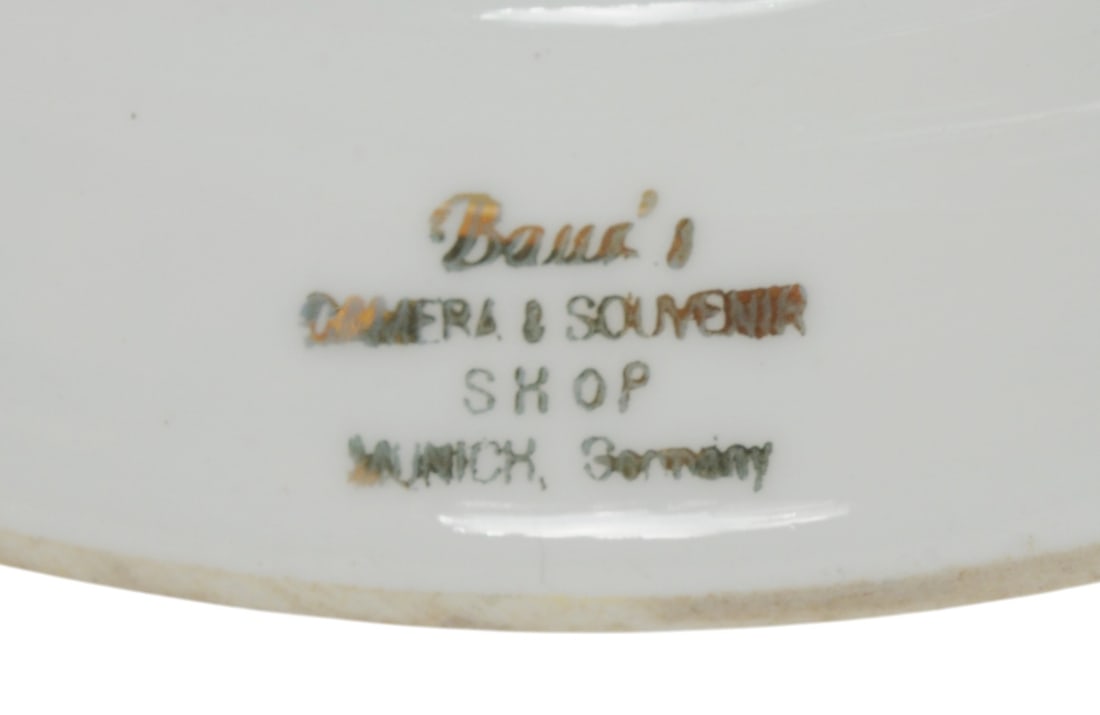 Baur's
CAMERA & SOUVENIR
SHOP
MUNICH, Germany